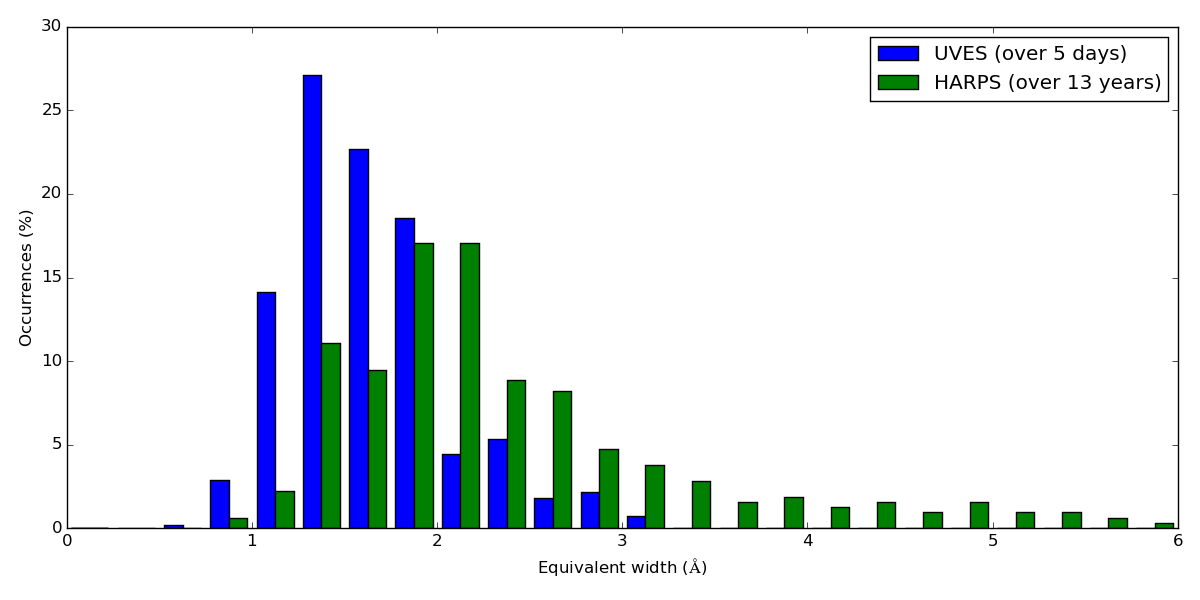 30
25
20
15
10
5
0
Occurrences (%)
0 1 2 3 4 5 6
Equivalent width (Å)
UVES (over 5 days)
HARPS (over 13 years)